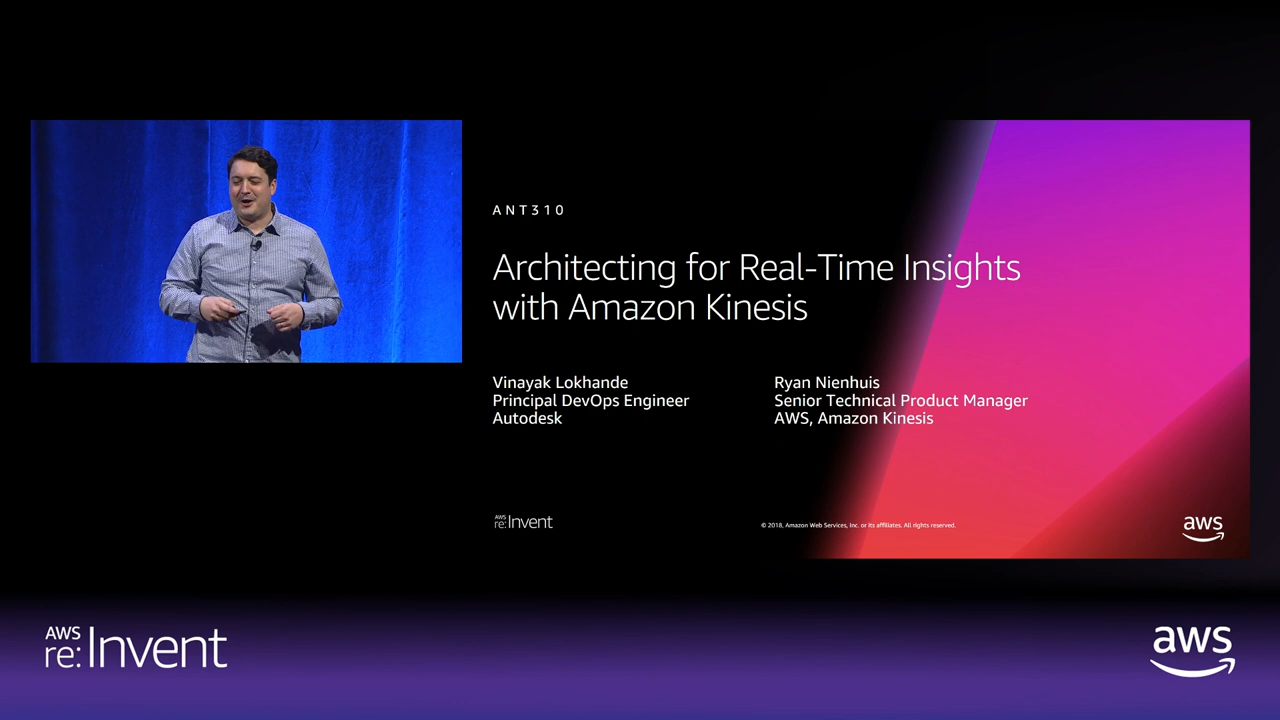 ANT310
Architecting for Real-Time Insights
with Amazon Kinesis
Vinayak Lokhande
Principal DevOps Engineer
Autodesk
Ryan Nienhuis
Senior Technical Product Manager
AWS, Amazon Kinesis
AWS
re:Invent
© 2018, Amazon Web Services, Inc. or its affiliates. All rights reserved.
aws
AWS
re:Invent
aws